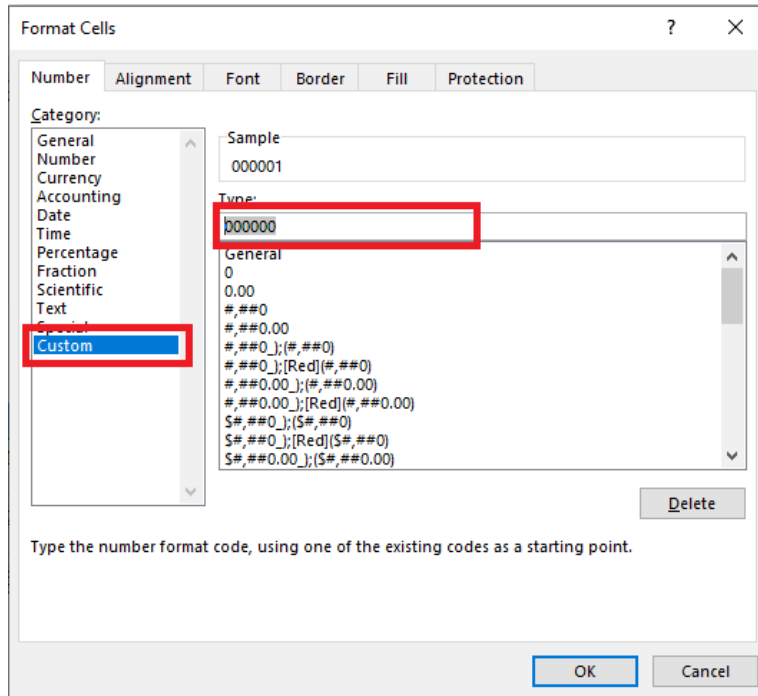 Format Cells
?
Number Alignment Font Border Fill Protection
Category:
General
Number
Currency
Accounting
Date
Time
Percentage
Fraction
Scientific
Text
Special
Custom
Sample
000001
Type:
000000
General
0
0.00
#,##0
#,##0.00
#,##0_);(#,##0)
#,##0_);[Red](#,##0)
#,##0.00_);(#,##0.00)
#,##0.00_);[Red](#,##0.00)
$#,##0_);($#,##0)
$#,##0_);[Red]($#,##0)
$#,##0.00_);($#,##0.00)
Delete
Type the number format code, using one of the existing codes as a starting point.
OK Cancel